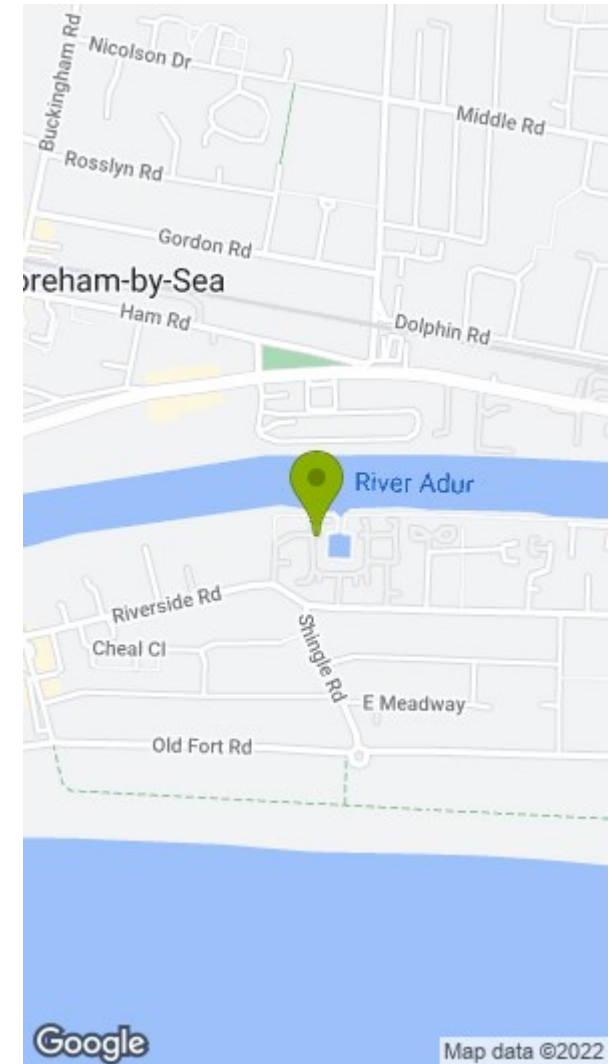 Buckingham Rd
Nicolson Dr
Middle Rd
Rosslyn Rd
Gordon Rd
oreham-by-Sea
Ham Rd
Dolphin Rd
River Adur
Riverside Rd
Cheal Cl
Shingle Rd
E Meadway
Old Fort Rd
Google
Map data ©2022